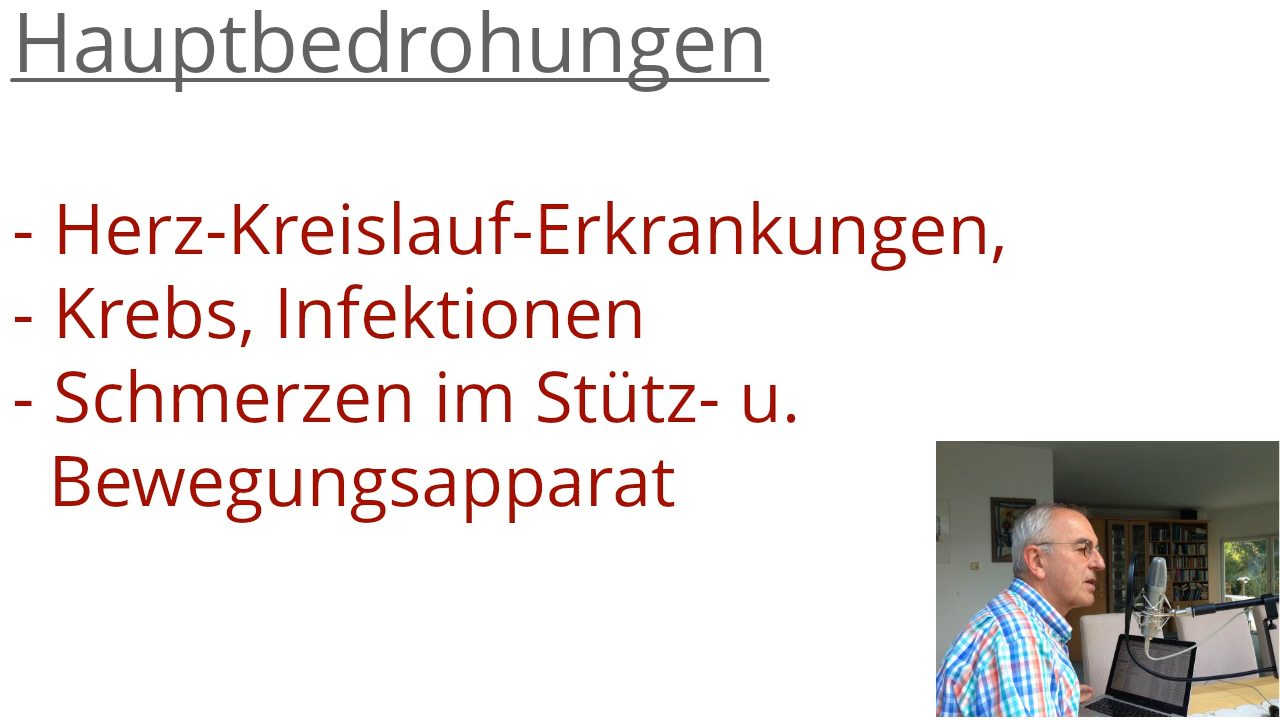 Hauptbedrohungen
- Herz-Kreislauf-Erkrankungen,
- Krebs, Infektionen
- Schmerzen im Stütz- u.
Bewegungsapparat